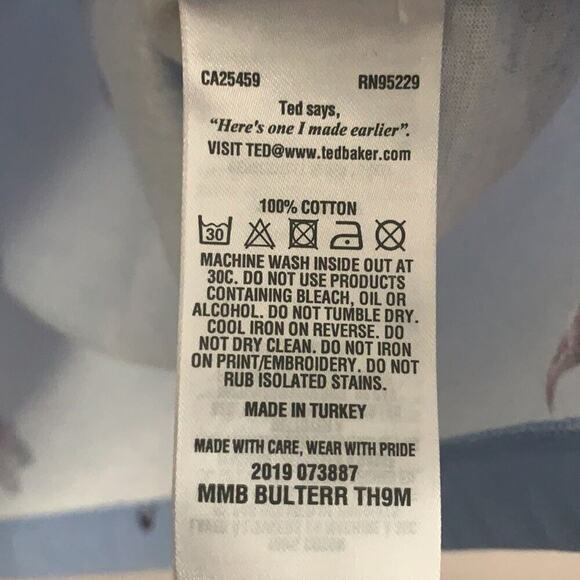 CA25459 RN95229
Ted says,
"Here's one I made earlier".
VISIT TED@www.tedbaker.com
100% COTTON
30
MACHINE WASH INSIDE OUT AT
30C. DO NOT USE PRODUCTS
CONTAINING BLEACH, OIL OR
ALCOHOL. DO NOT TUMBLE DRY.
COOL IRON ON REVERSE. DO
NOT DRY CLEAN. DO NOT IRON
ON PRINT/EMBROIDERY. DO NOT
RUB ISOLATED STAINS.
MADE IN TURKEY
MADE WITH CARE, WEAR WITH PRIDE
2019 073887
MMB BULTERR TH9M